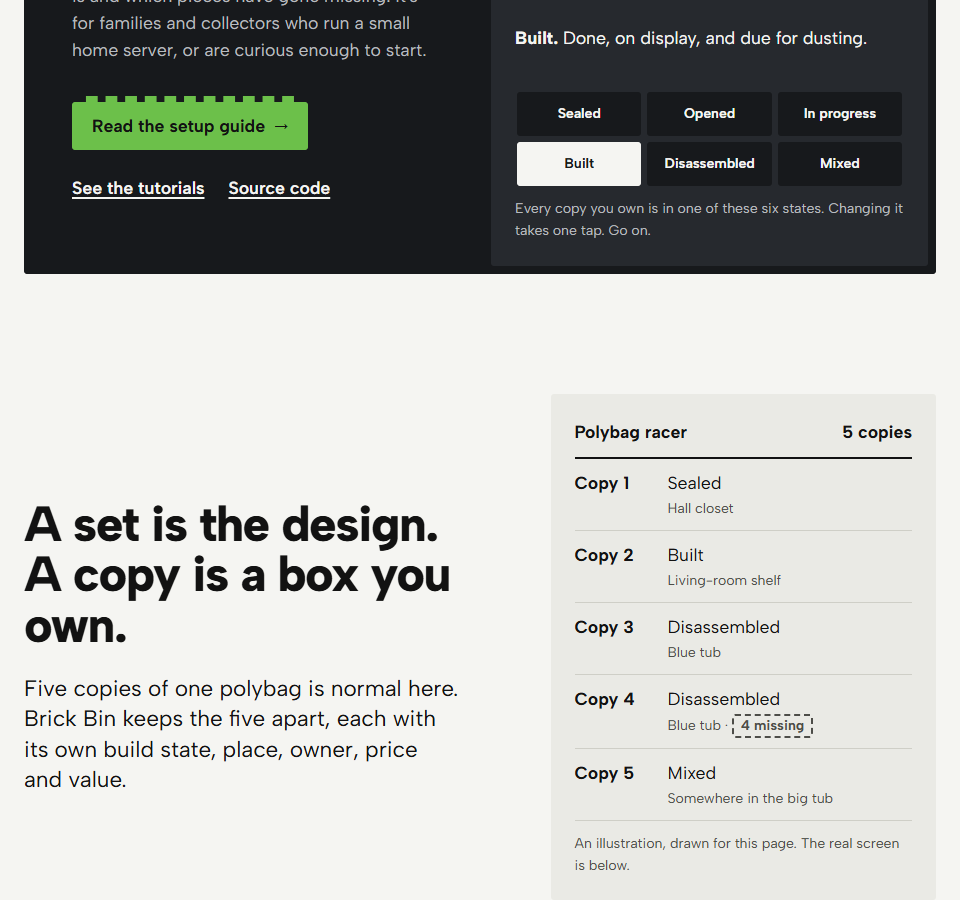 for families and collectors who run a small
home server, or are curious enough to start.
Read the setup guide →
See the tutorials Source code
Built. Done, on display, and due for dusting.
Sealed Opened In progress
Built Disassembled Mixed
Every copy you own is in one of these six states. Changing it
takes one tap. Go on.
A set is the design.
A copy is a box you
own.
Five copies of one polybag is normal here.
Brick Bin keeps the five apart, each with
its own build state, place, owner, price
and value.
Polybag racer 5 copies
Copy 1 Sealed
Hall closet
Copy 2 Built
Living-room shelf
Copy 3 Disassembled
Blue tub
Copy 4 Disassembled
Blue tub · 4 missing
Copy 5 Mixed
Somewhere in the big tub
An illustration, drawn for this page. The real screen
is below.